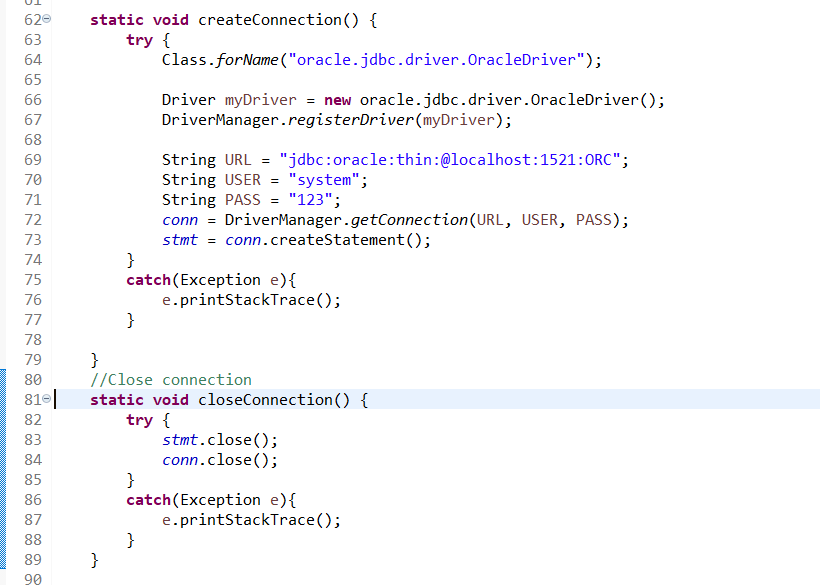 61
62 static void createConnection() {
63 try {
64 Class.forName("oracle.jdbc.driver.OracleDriver");
65
66 Driver myDriver = new oracle.jdbc.driver.OracleDriver();
67 DriverManager.registerDriver(myDriver);
68
69 String URL = "jdbc:oracle:thin:@localhost:1521:ORC";
70 String USER = "system";
71 String PASS = "123";
72 conn = DriverManager.getConnection(URL, USER, PASS);
73 stmt = conn.createStatement();
74 }
75 catch(Exception e){
76 e.printStackTrace();
77 }
78
79 }
80 //Close connection
81 static void closeConnection() {
82 try {
83 stmt.close();
84 conn.close();
85 }
86 catch(Exception e){
87 e.printStackTrace();
88 }
89 }
90